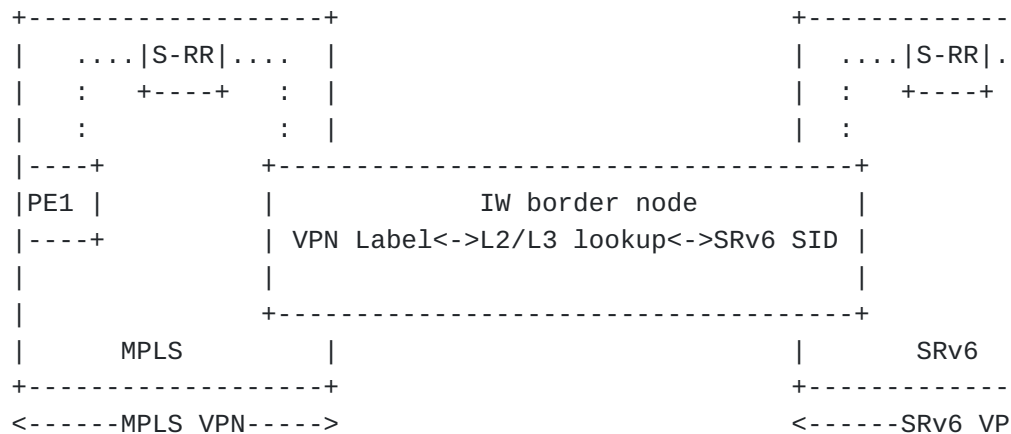 +-------------------+                             +-------------
|   ....|S-RR|....  |                             |  ....|S-RR|.
|   :   +----+   :  |                             |  :   +----+
|   :            :  |                             |  :
|----+          +------------------------------------+
|PE1 |          |             IW border node          |
|----+          | VPN Label<->L2/L3 lookup<->SRv6 SID |
|               |                                     |
|               +------------------------------------+
|      MPLS         |                             |       SRv6
+-------------------+                             +-------------
<------MPLS VPN----->                             <------SRv6 VP